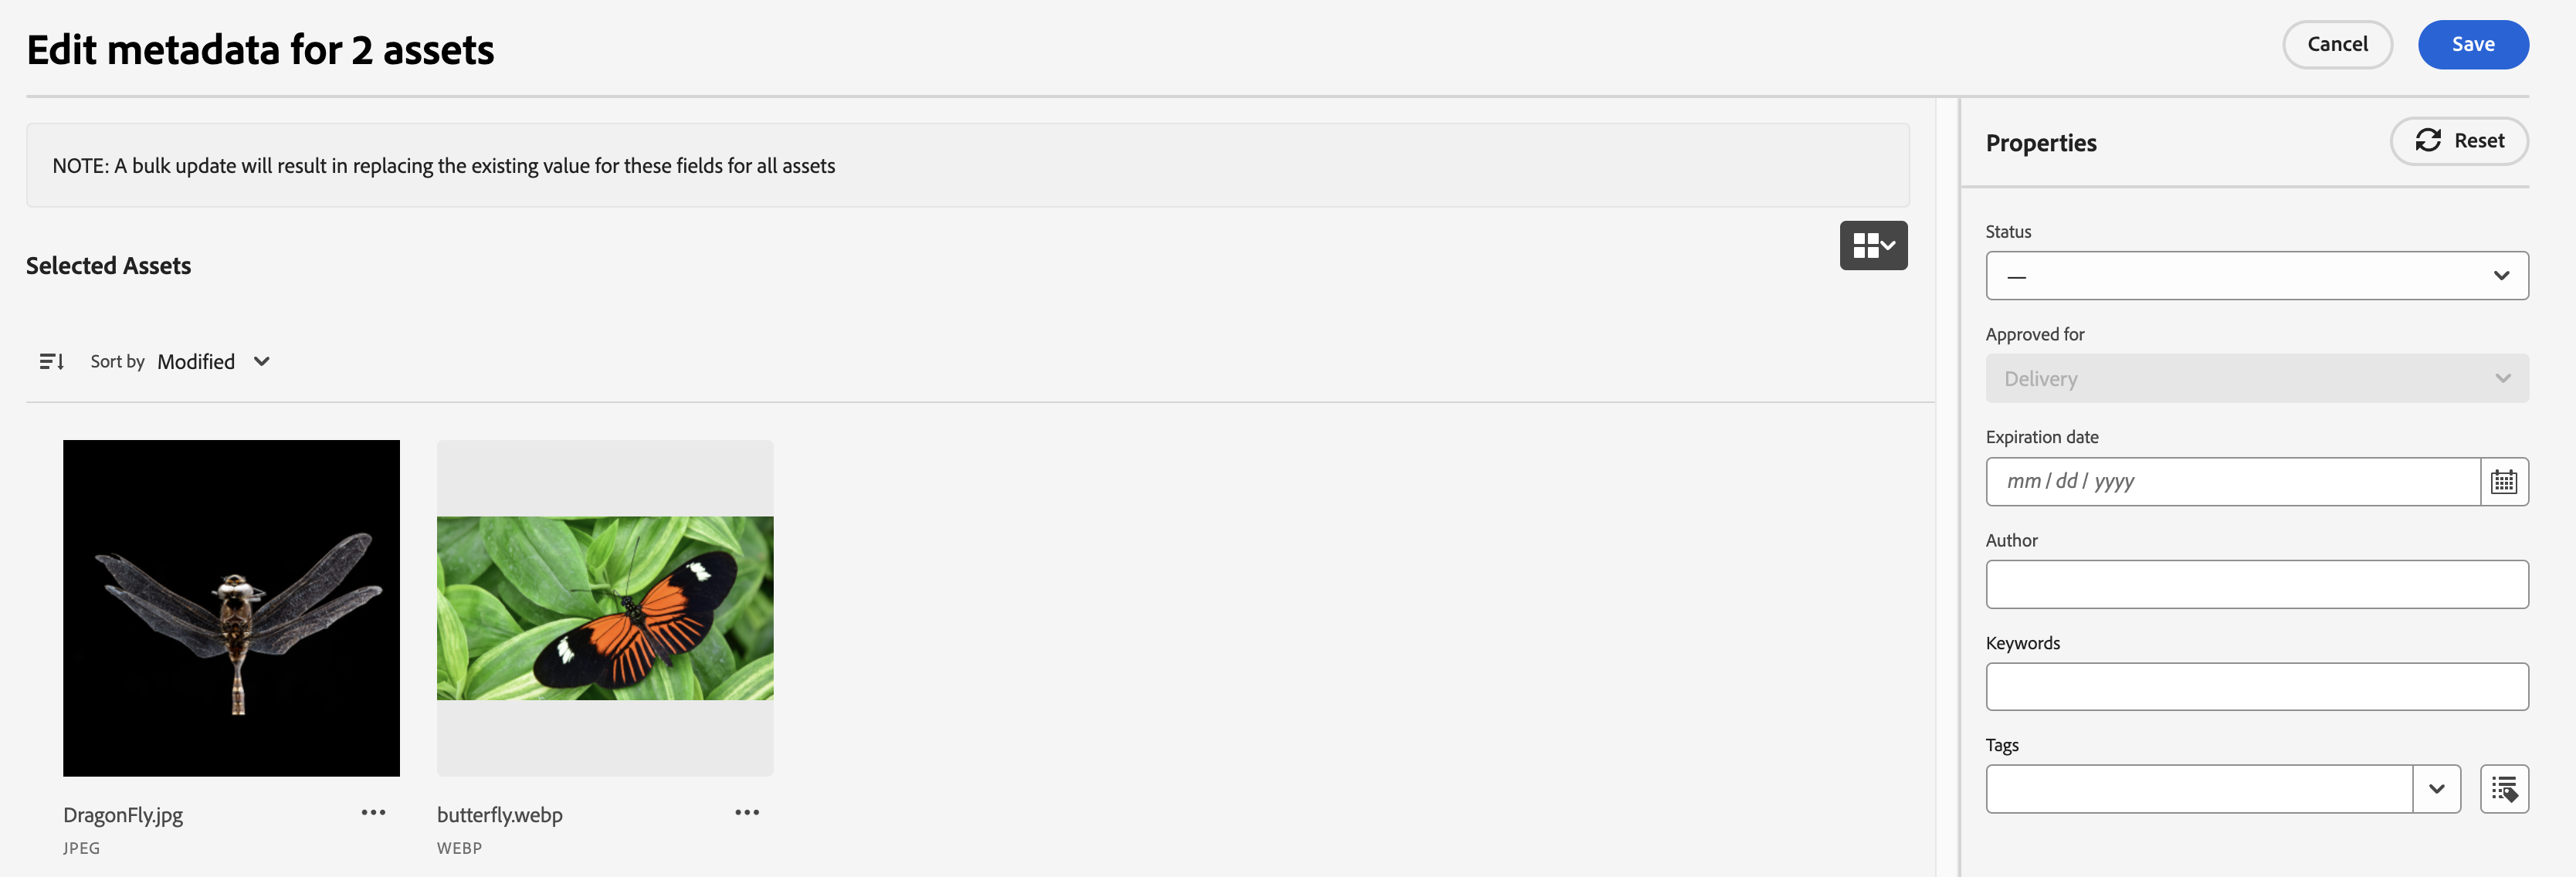 Edit metadata for 2 assets
Cancel
Save
NOTE: A bulk update will result in replacing the existing value for these fields for all assets
Selected Assets
Sort by Modified
DragonFly.jpg
JPEG
butterfly.webp
WEBP
Properties
Reset
Status
—
Approved for
Delivery
Expiration date
mm / dd / yyyy
Author
Keywords
Tags